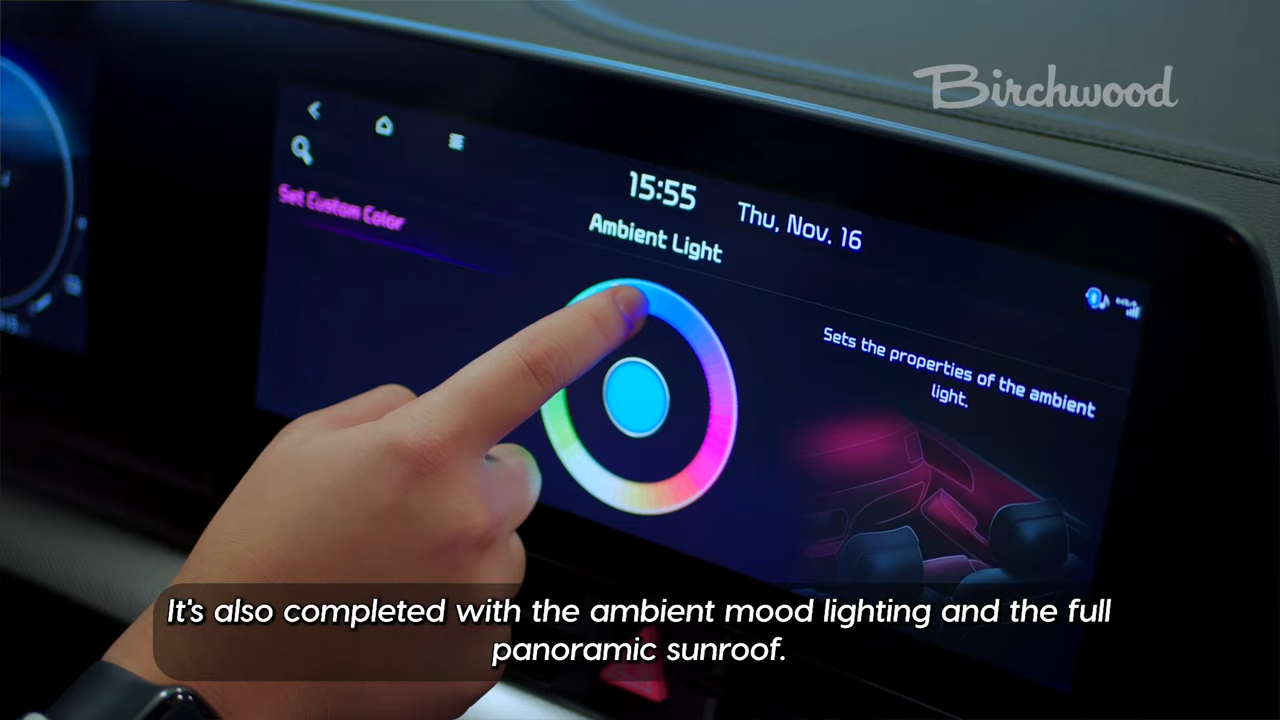 Birchwood
15:55
Thu, Nov. 16
Set Custom Color
Ambient Light
Sets the properties of the ambient
light.
It's also completed with the ambient mood lighting and the full
panoramic sunroof.